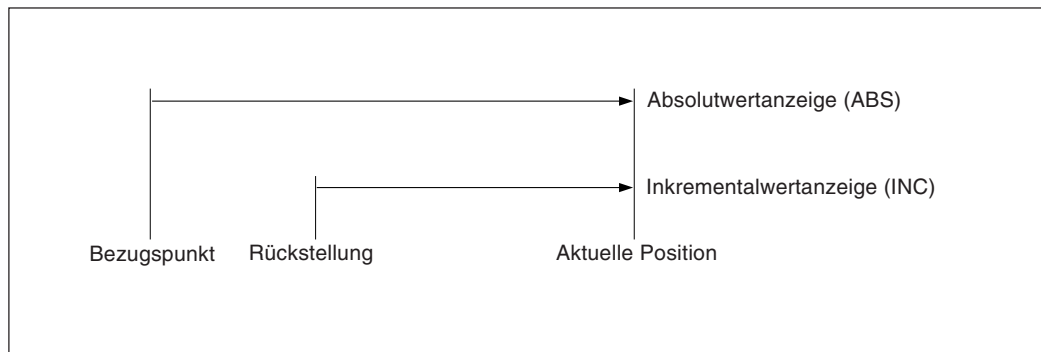 Absolutwertanzeige (ABS)
Inkrementalwertanzeige (INC)
Bezugspunkt
Rückstellung
Aktuelle Position